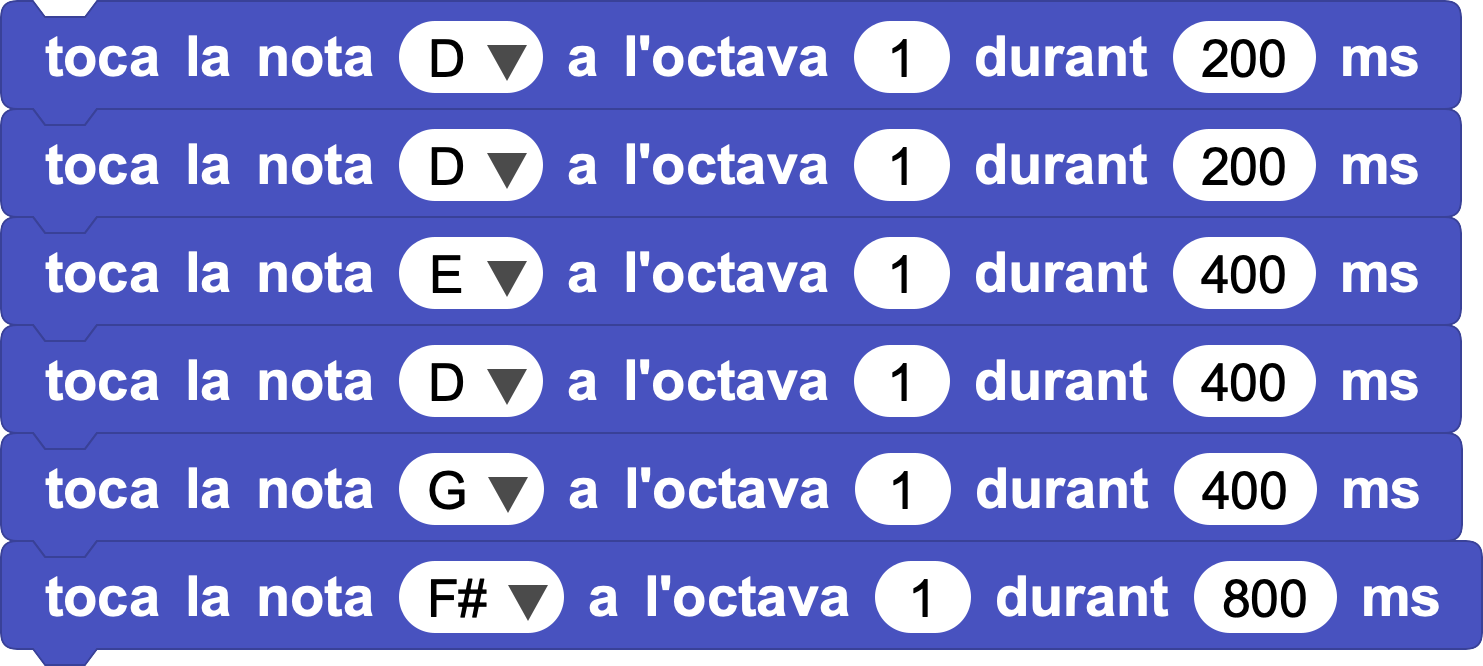 toca la nota D ▼ a l'octava 1 durant 200 ms
toca la nota D ▼ a l'octava 1 durant 200 ms
toca la nota E ▼ a l'octava 1 durant 400 ms
toca la nota D ▼ a l'octava 1 durant 400 ms
toca la nota G ▼ a l'octava 1 durant 400 ms
toca la nota F# ▼ a l'octava 1 durant 800 ms